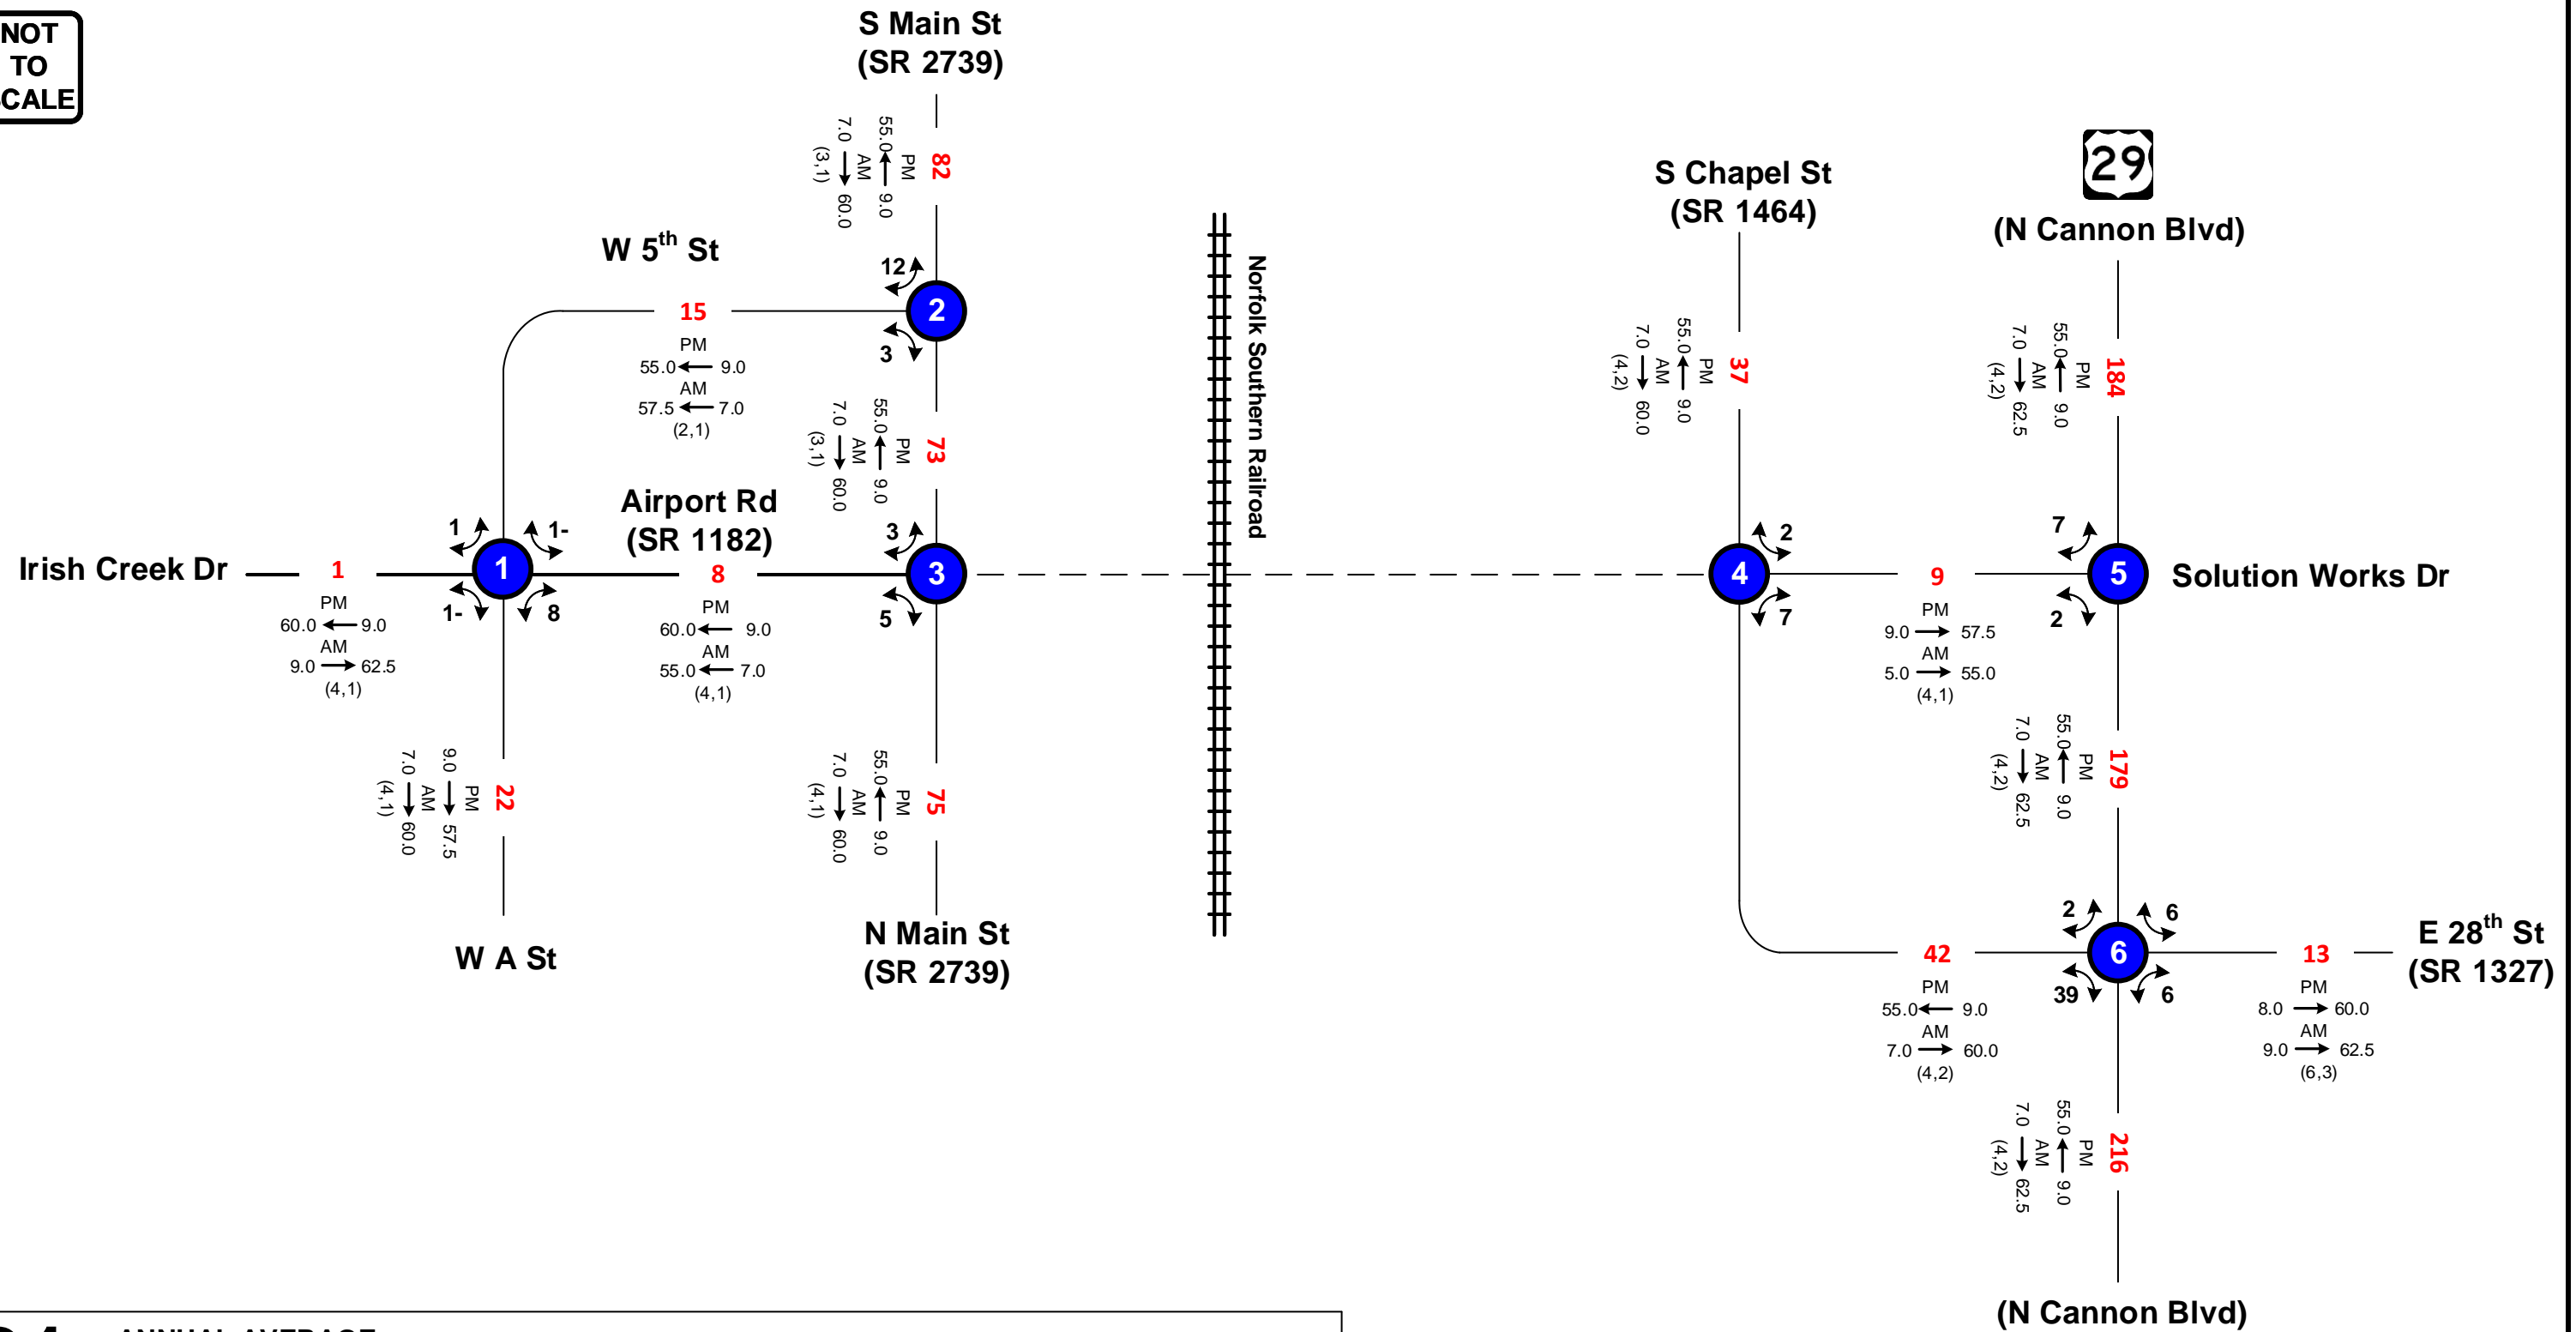 NOT
TO
CALE
S Main St
(SR 2739)
82
PM
55.0 9.0
AM
7.0 60.0
(3,1)
W 5th St
15
PM
55.0 9.0
AM
57.5 7.0
(2,1)
12
2
3
73
PM
55.0 9.0
AM
7.0 60.0
(3,1)
Irish Creek Dr
1
PM
60.0 9.0
AM
9.0 62.5
(4,1)
1
1-
1
1-
8
Airport Rd
(SR 1182)
8
PM
60.0 9.0
AM
55.0 7.0
(4,1)
3
3
5
22
PM
9.0 57.5
AM
7.0 60.0
(4,1)
W A St
75
PM
55.0 9.0
AM
7.0 60.0
(4,1)
N Main St
(SR 2739)
Norfolk Southern Railroad
S Chapel St
(SR 1464)
37
PM
55.0 9.0
AM
7.0 60.0
(4,2)
29
(N Cannon Blvd)
184
PM
55.0 9.0
AM
7.0 62.5
(4,2)
2
4
7
9
PM
9.0 57.5
AM
5.0 55.0
(4,1)
7
5
2
Solution Works Dr
179
PM
55.0 9.0
AM
7.0 62.5
(4,2)
42
PM
55.0 9.0
AM
7.0 60.0
(4,2)
2
6
6
39
6
13
PM
8.0 60.0
AM
9.0 62.5
(6,3)
E 28th St
(SR 1327)
216
PM
55.0 9.0
AM
7.0 62.5
(4,2)
(N Cannon Blvd)
ANNUAL AVERAGE